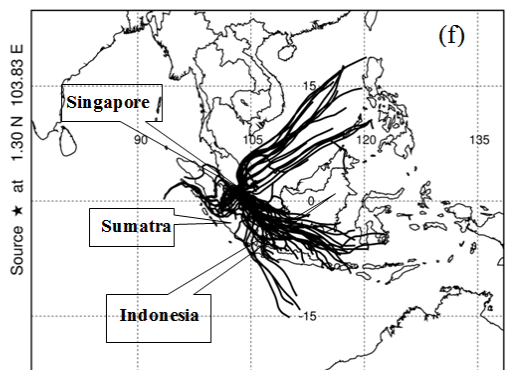 (f)
15
Singapore
90
105
120
135
0
Sumatra
Indonesia
-15
Source ★ at 1.30 N 103.83 E